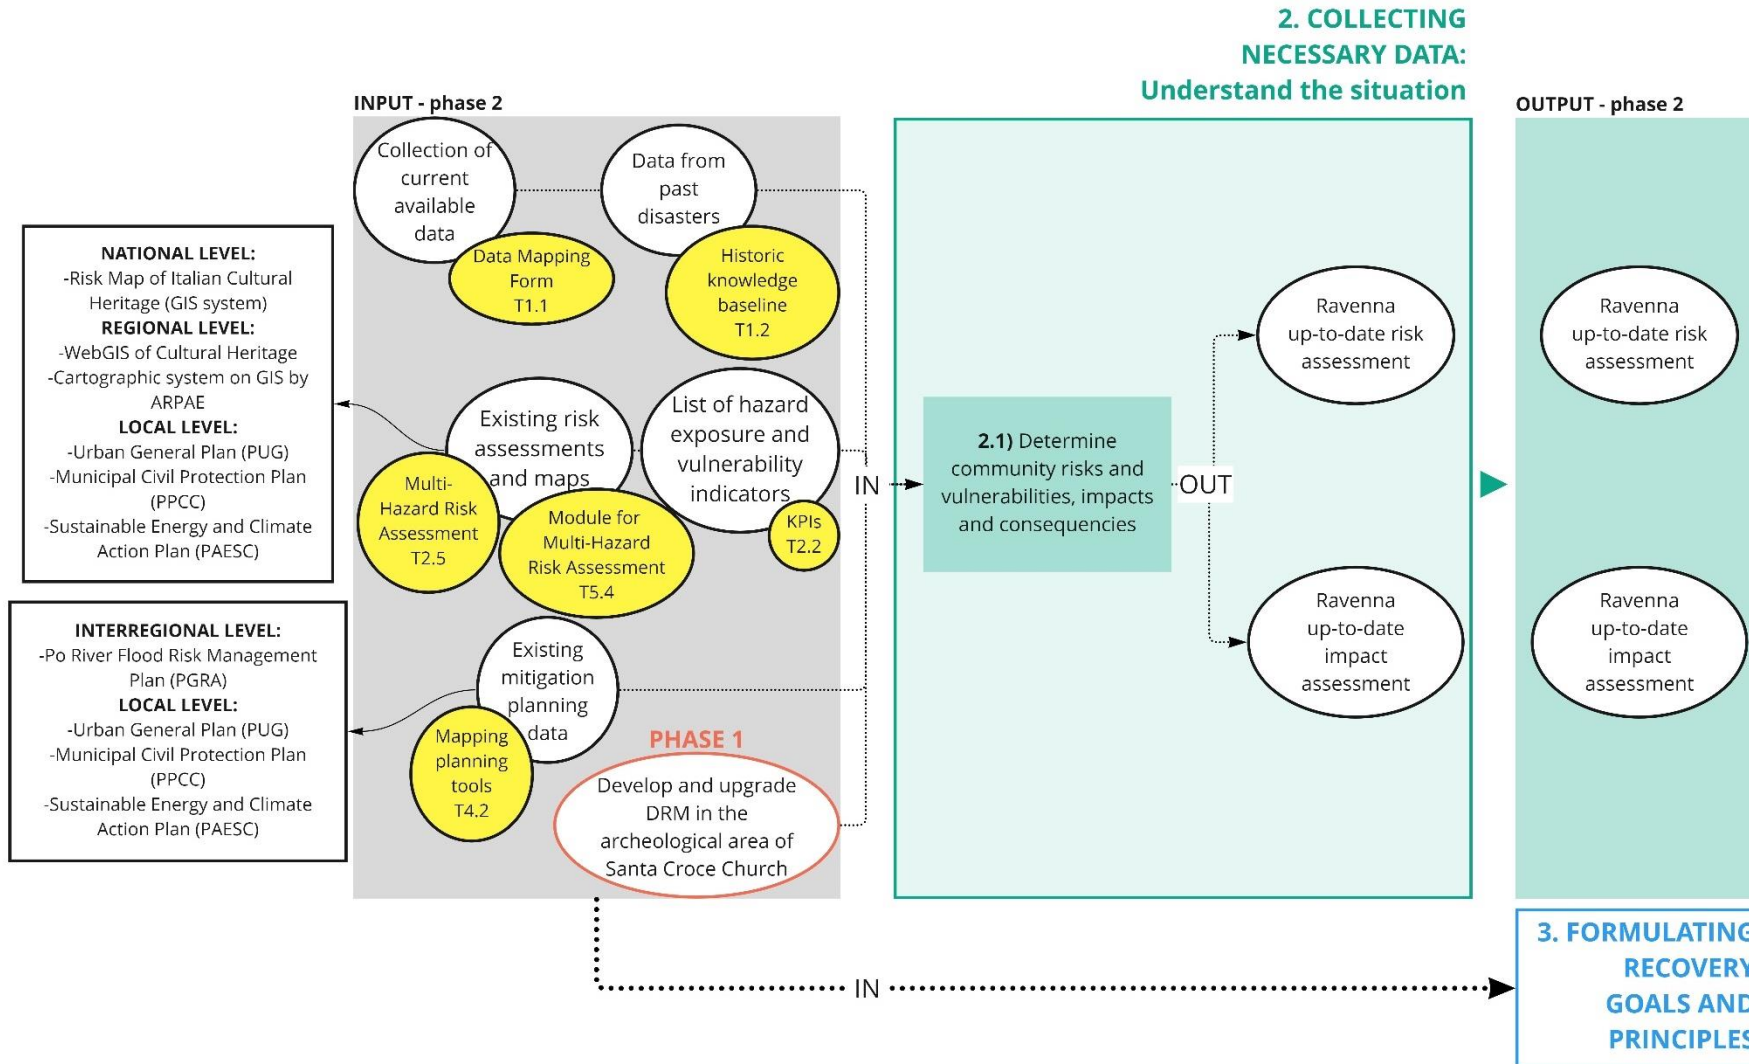 2. COLLECTING
NECESSARY DATA:
Understand the situation
INPUT - phase 2
OUTPUT - phase 2
Collection of
current
available
data
Data from
past
disasters
Data Mapping
Form
T1.1
Historic
knowledge
baseline
T1.2
NATIONAL LEVEL:
-Risk Map of Italian Cultural
Heritage (GIS system)
REGIONAL LEVEL:
-WebGIS of Cultural Heritage
-Cartographic system on GIS by
ARPAE
LOCAL LEVEL:
-Urban General Plan (PUG)
-Municipal Civil Protection Plan
(PPCC)
-Sustainable Energy and Climate
Action Plan (PAESC)
Existing risk
assessments
and maps
List of hazard
exposure and
vulnerability
indicators
Multi-
Hazard Risk
Assessment
T2.5
Module for
Multi-Hazard
Risk Assessment
T5.4
KPIs
T2.2
INTERREGIONAL LEVEL:
-Po River Flood Risk Management
Plan (PGRA)
LOCAL LEVEL:
-Urban General Plan (PUG)
-Municipal Civil Protection Plan
(PPCC)
-Sustainable Energy and Climate
Action Plan (PAESC)
Existing
mitigation
planning
data
Mapping
planning
tools
T4.2
PHASE 1
Develop and upgrade
DRM in the
archeological area of
Santa Croce Church
IN
2.1) Determine
community risks and
vulnerabilities, impacts
and consequencies
OUT
Ravenna
up-to-date risk
assessment
Ravenna
up-to-date
impact
assessment
Ravenna
up-to-date risk
assessment
Ravenna
up-to-date
impact
assessment
IN
3. FORMULATING
RECOVERY
GOALS AND
PRINCIPLES